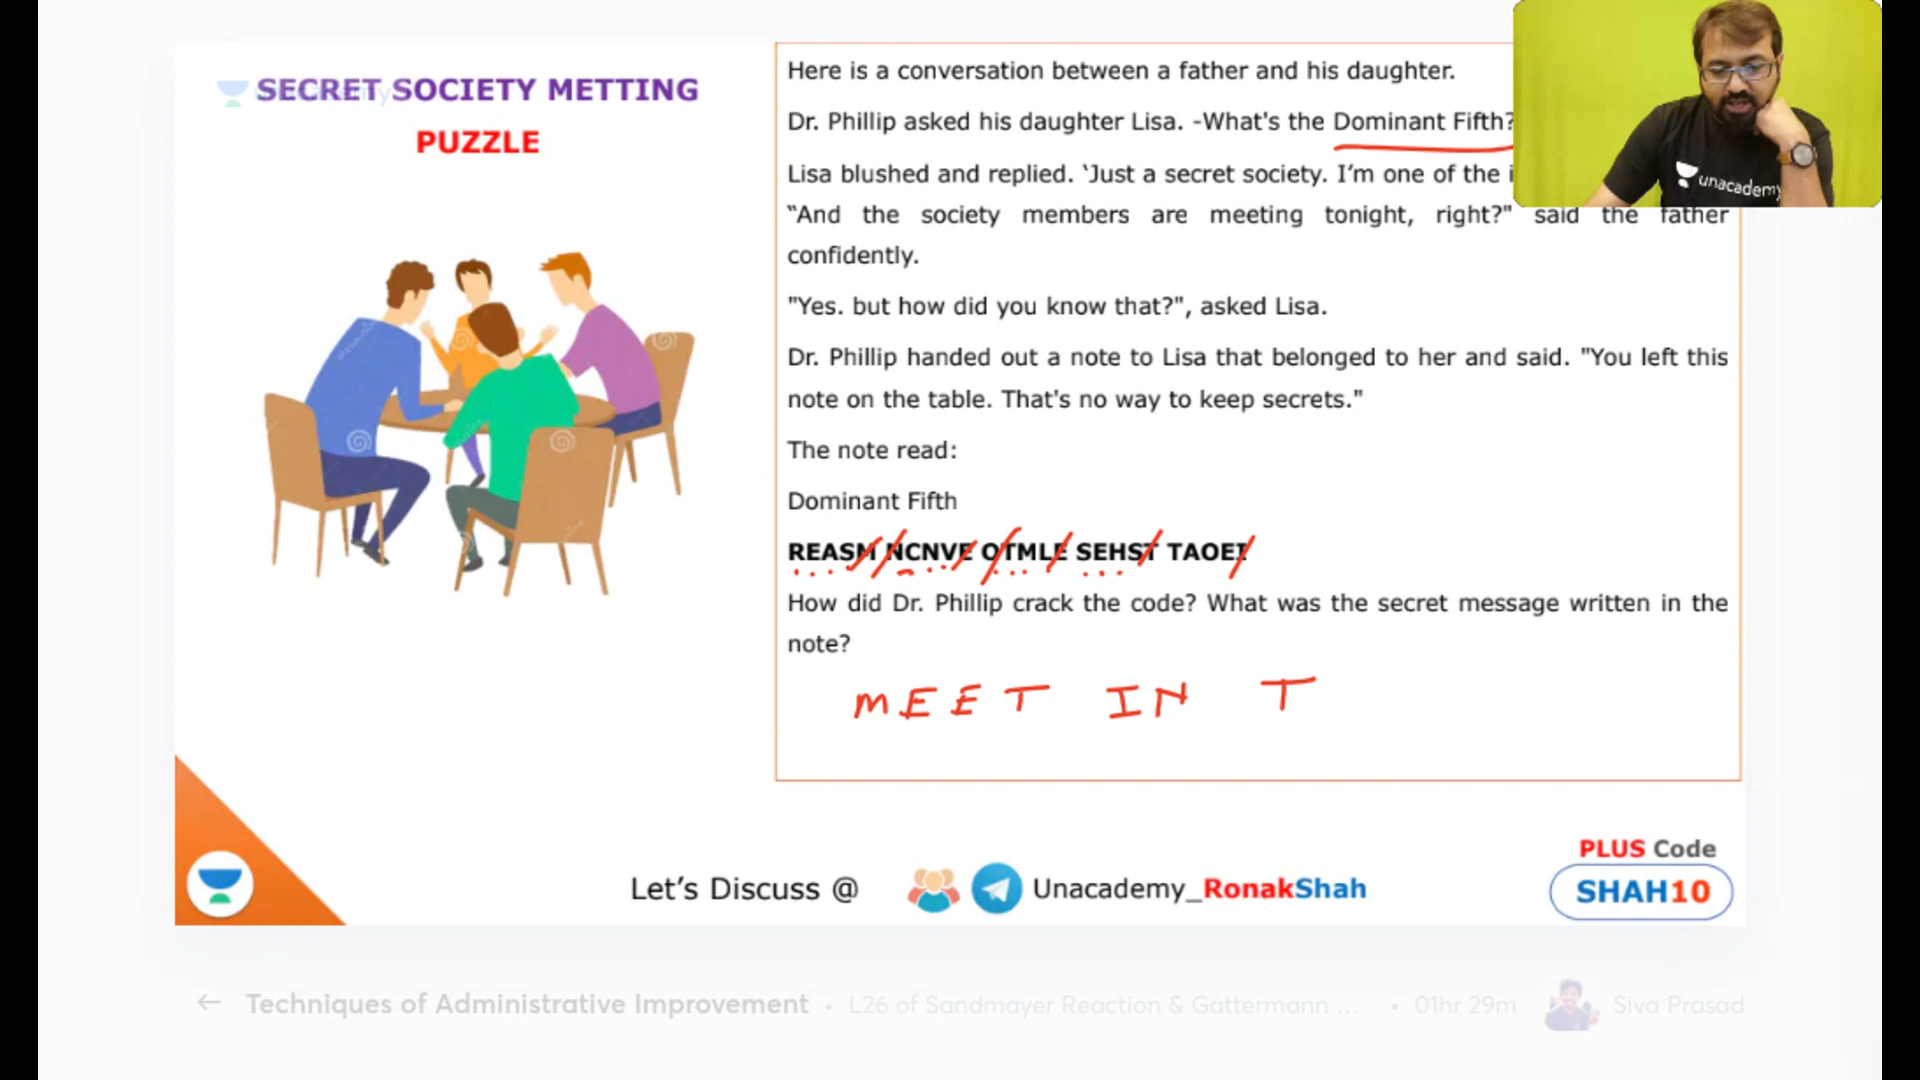 SECRET SOCIETY METTING
PUZZLE
Here is a conversation between a father and his daughter.
Dr. Phillip asked his daughter Lisa. -What's the Dominant Fifth?
Lisa blushed and replied. 'Just a secret society. I'm one of the
"And the society members are meeting tonight, right?" said the father
confidently.
"Yes. but how did you know that?", asked Lisa.
Dr. Phillip handed out a note to Lisa that belonged to her and said. "You left this
note on the table. That's no way to keep secrets."
The note read:
Dominant Fifth
REASM NCNVE OTMLE SEHST TAOEI
How did Dr. Phillip crack the code? What was the secret message written in the
note?
MEET IN T
unacademy
Let's Discuss @ Unacademy_RonakShah
PLUS Code
SHAH10
← Techniques of Administrative Improvement • L26 of Sandmayer Reaction & Gattermann ... • 01hr 29m Siva Prasad